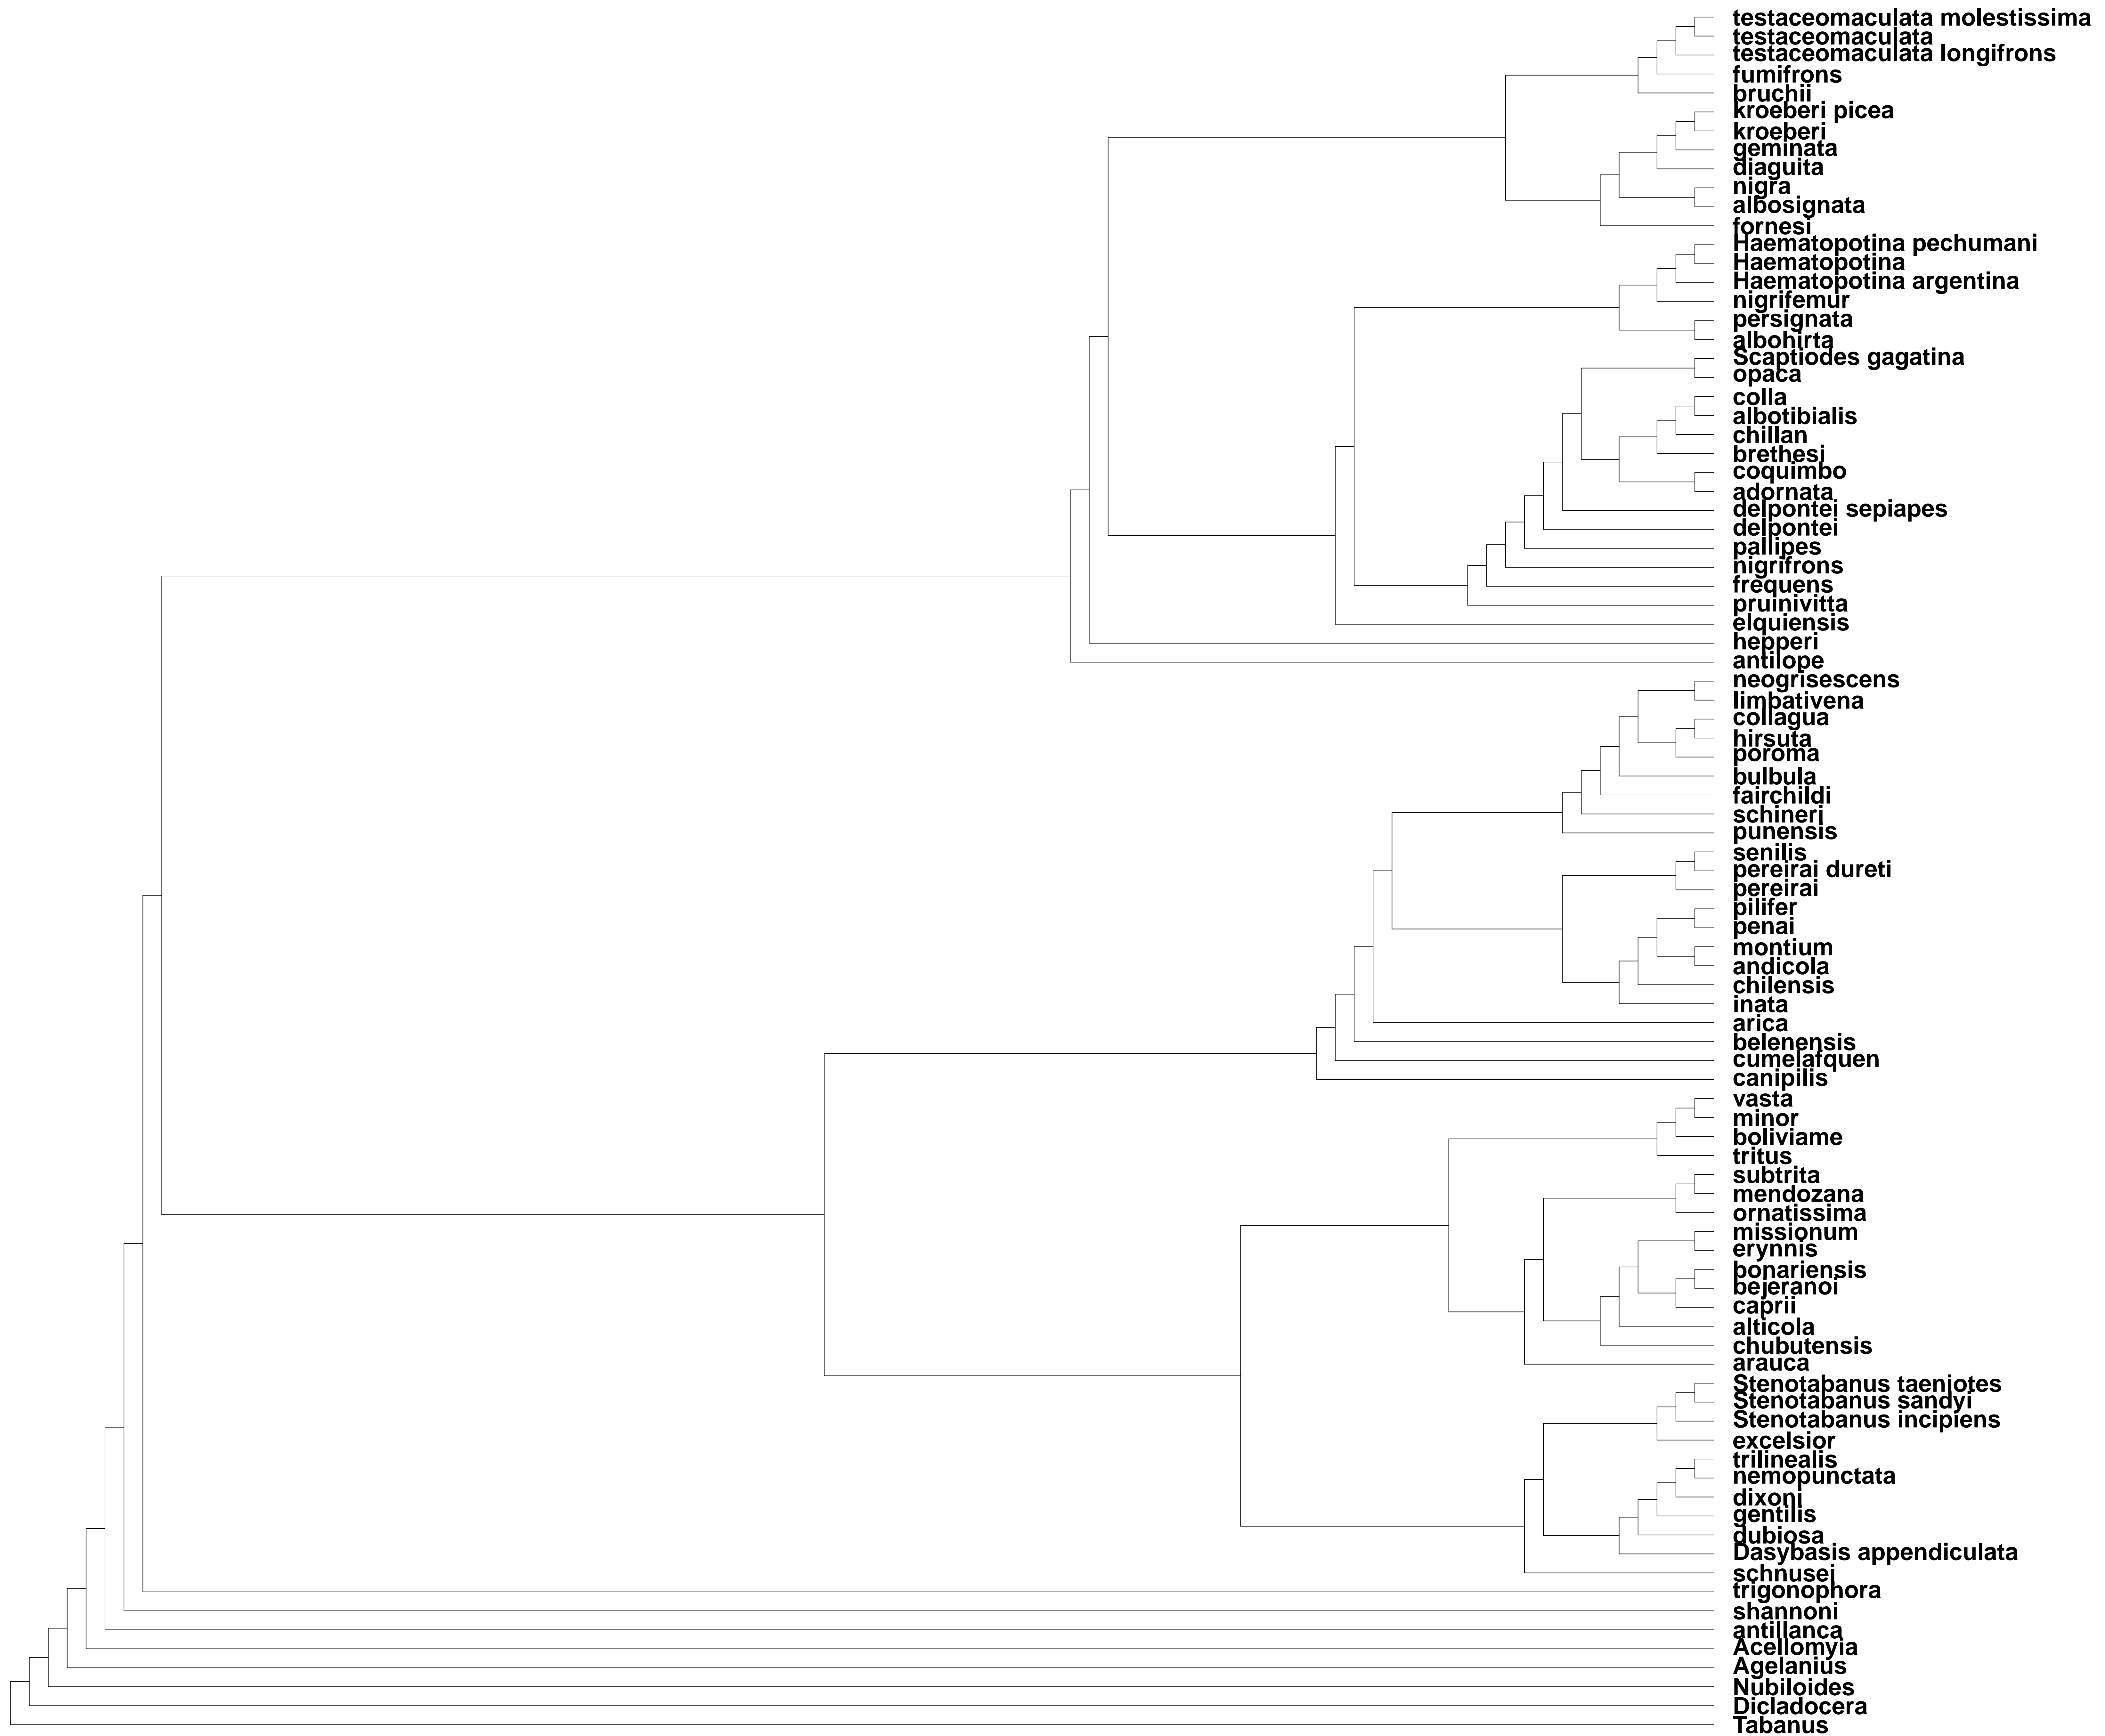 testaceomaculata molestissima
testaceomaculata
testaceomaculata longifrons
fumifrons
bruchii
kroeberi picea
kroeberi
geminata
diaguita
nigra
albosignata
fornesi
Haematopotina pechumani
Haematopotina
Haematopotina argentina
nigrifemur
persignata
albohirta
Scaptiodes gagatina
opaca
colla
albotibialis
chillan
brethesi
coquimbo
adornata
delpontei sepiapes
delpontei
pallipes
nigrifrons
frequens
pruinivitta
elquiensis
hepperi
antilope
neogrisescens
limbativena
collagua
hirsuta
poroma
bulbula
fairchildi
schineri
punensis
senilis
pereirai dureti
pereirai
pilifer
penai
montium
andicola
chilensis
inata
arica
belenensis
cumelafquen
canipilis
vasta
minor
boliviame
tritus
subtrita
mendozana
ornatissima
missionum
erynnis
bonariensis
bejeranoi
caprii
alticola
chubutensis
arauca
Stenotabanus taeniotes
Stenotabanus sandyi
Stenotabanus incipiens
excelsior
trilinealis
nemopunctata
dixoni
gentilis
dubiosa
Dasybasis appendiculata
schnusei
trigonophora
shannoni
antillanca
Acellomyia
Agelanius
Nubiloides
Dicladocera
Tabanus